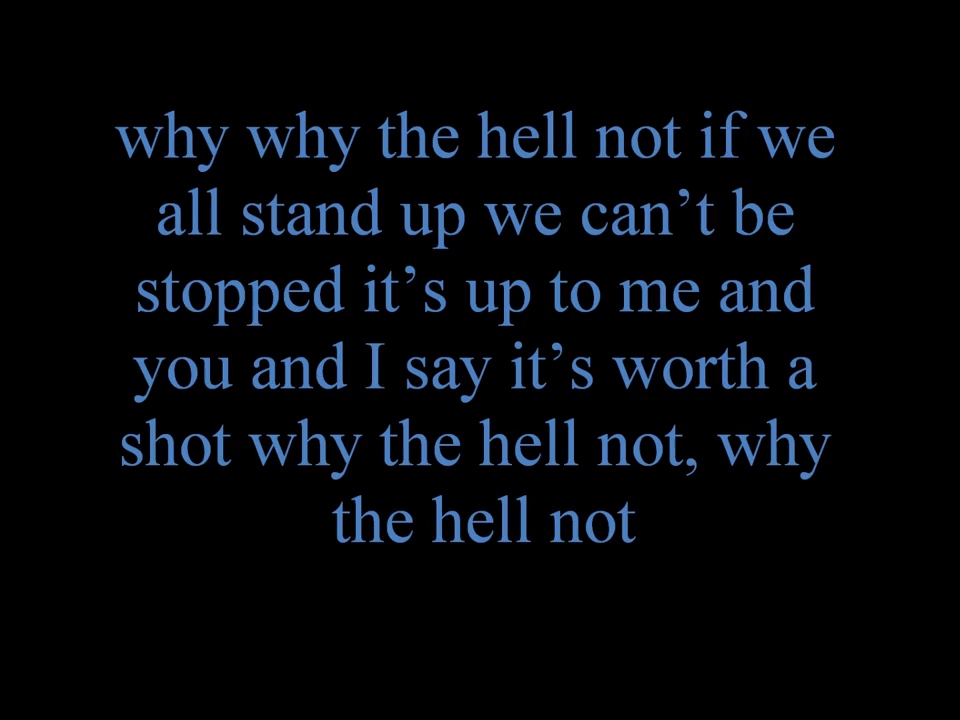 why why the hell not if we
all stand up we can’t be
stopped it’s up to me and
you and I say it’s worth a
shot why the hell not, why
the hell not